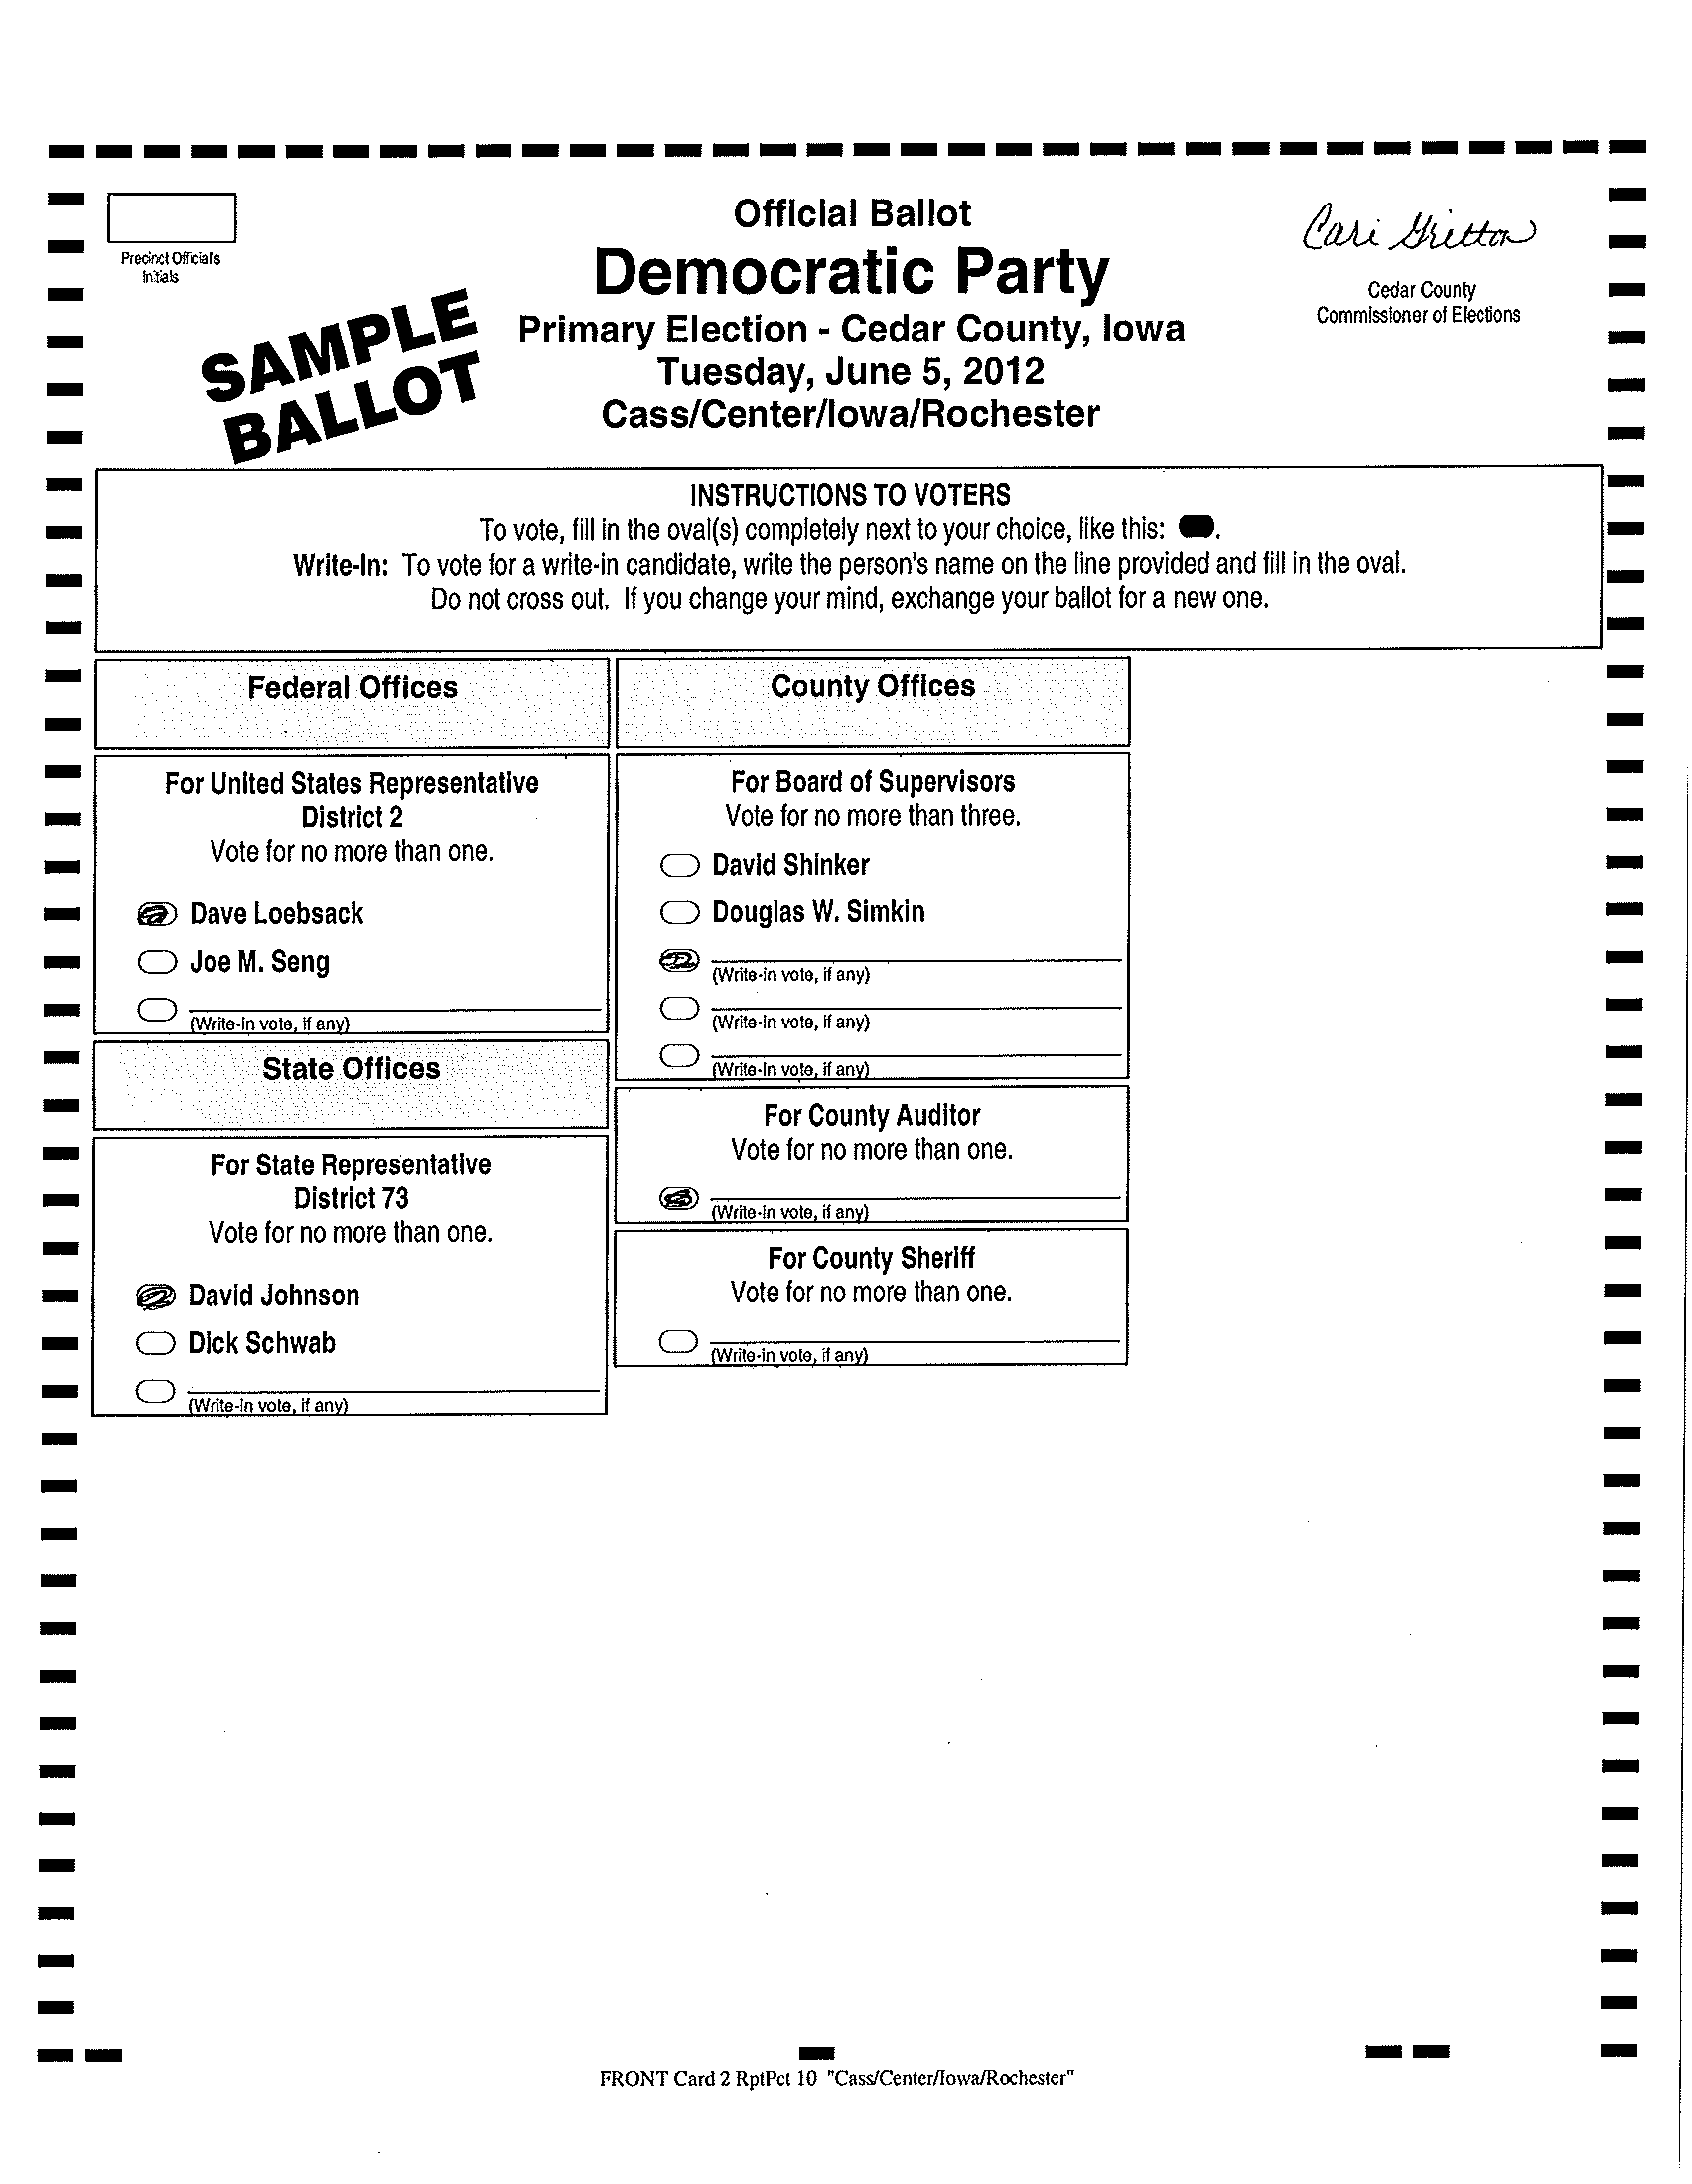 Official Ballot
Democratic Party
Primary Election - Cedar County, Iowa
Tuesday, June 5, 2012
Cass/Center/Iowa/Rochester
Precinct Official's
Initials
SAMPLE
BALLOT
Cari Gritton
Cedar County
Commissioner of Elections
INSTRUCTIONS TO VOTERS
To vote, fill in the oval(s) completely next to your choice, like this: .
Write-In: To vote for a write-in candidate, write the person's name on the line provided and fill in the oval.
Do not cross out. If you change your mind, exchange your ballot for a new one.
Federal Offices
For United States Representative
District 2
Vote for no more than one.
Dave Loebsack
Joe M. Seng
(Write-in vote, if any)
State Offices
For State Representative
District 73
Vote for no more than one.
David Johnson
Dick Schwab
(Write-in vote, if any)
County Offices
For Board of Supervisors
Vote for no more than three.
David Shinker
Douglas W. Simkin
(Write-in vote, if any)
(Write-in vote, if any)
(Write-in vote, if any)
For County Auditor
Vote for no more than one.
(Write-in vote, if any)
For County Sheriff
Vote for no more than one.
(Write-in vote, if any)
FRONT Card 2 RptPct 10 "Cass/Center/Iowa/Rochester"